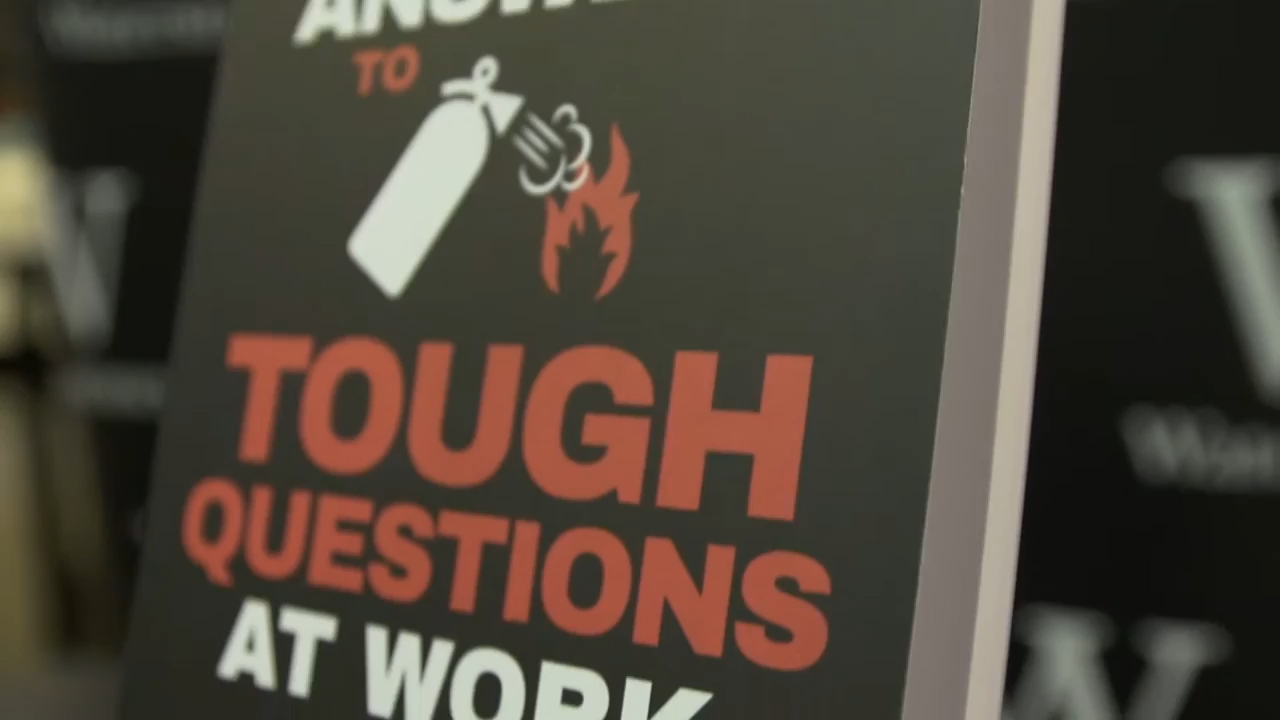 TO
TOUGH
QUESTIONS
AT WORK
W
W